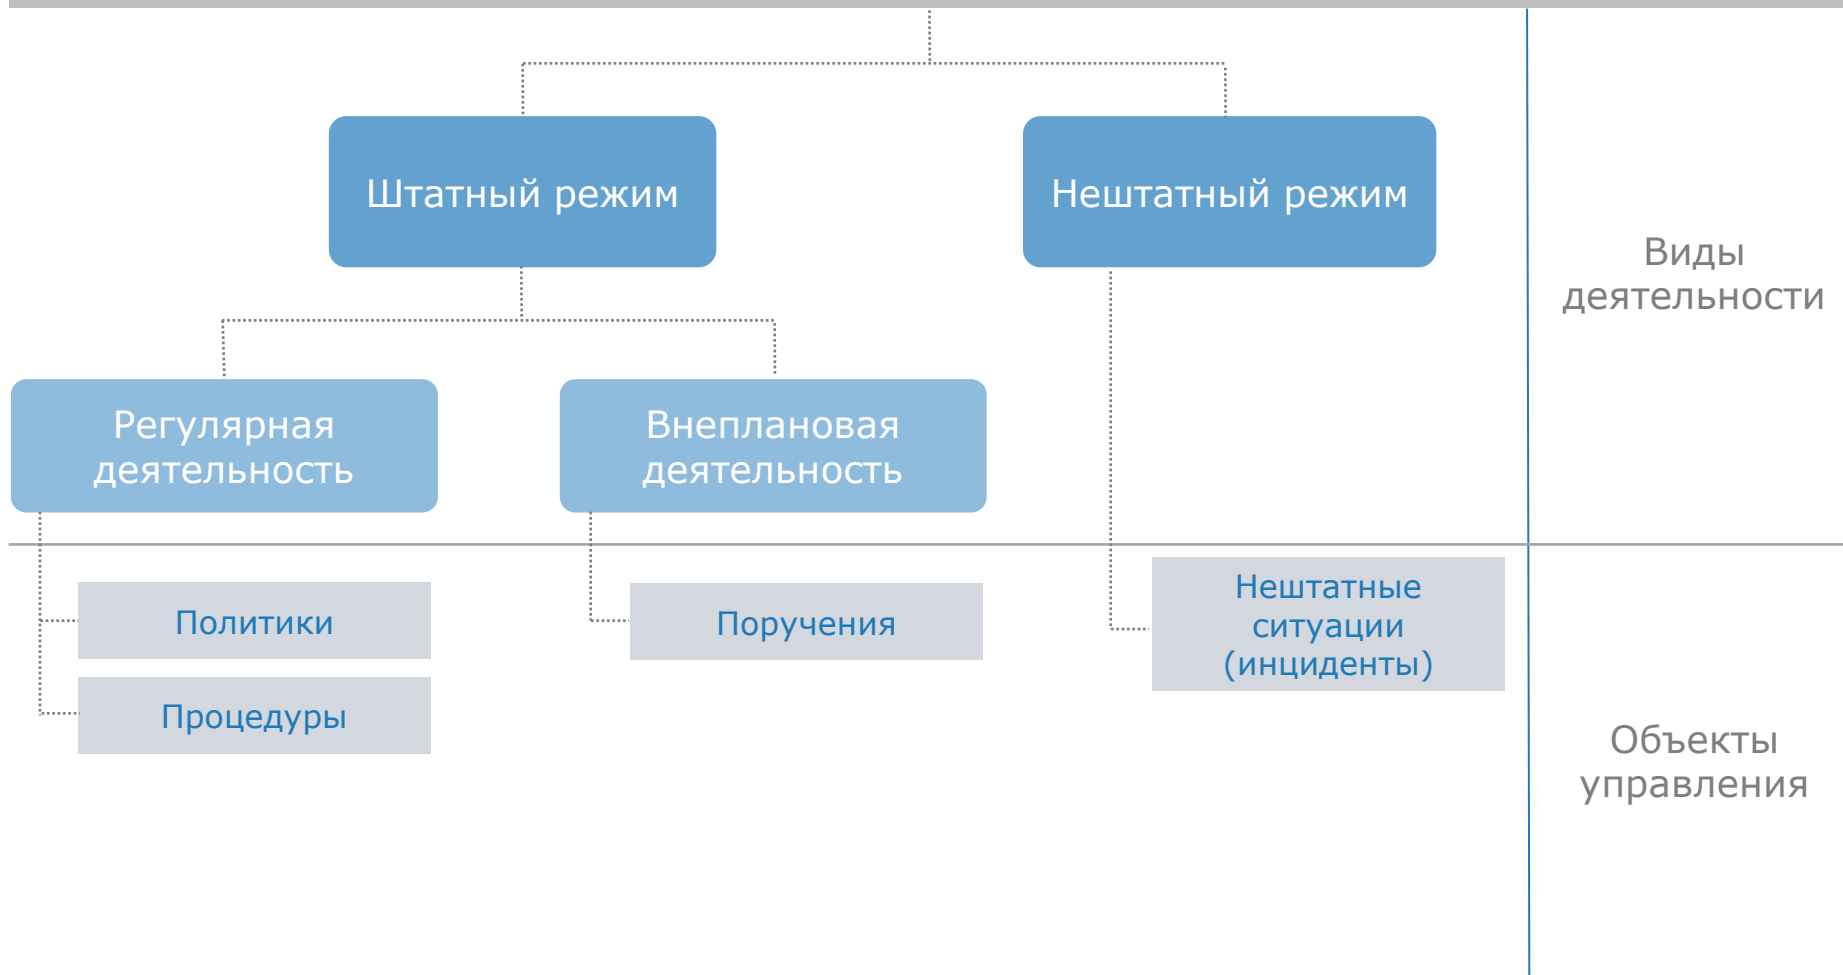 Штатный режим
Нештатный режим
Виды
деятельности
Регулярная
деятельность
Внеплановая
деятельность
Политики
Процедуры
Поручения
Нештатные
ситуации
(инциденты)
Объекты
управления